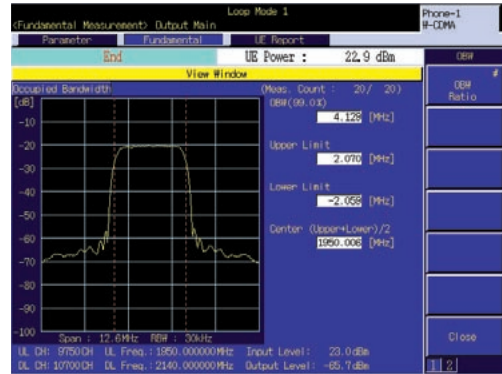 Loop Mode 1
<Fundamental Measurement> Output Main
Phone-1
W-CDMA
Parameter Fundamental UE Report
End UE Power : 22.9 dBm
OBW
View Window
Occupied Bandwidth (Meas. Count : 20/ 20)
#
OBW
Ratio
[dB]
OBW(99.0%)
4.128 [MHz]
Upper Limit
2.070 [MHz]
Lower Limit
-2.058 [MHz]
Center (Upper+Lower)/2
1950.006 [MHz]
-10
-20
-30
-40
-50
-60
-70
-80
-90
-100
Span : 12.6MHz RBW : 30kHz
Close
UL CH: 9750CH UL Freq.:1950.000000MHz Input Level: 23.0dBm
DL CH:10700CH DL Freq.:2140.000000MHz Output Level: -65.7dBm
1 2